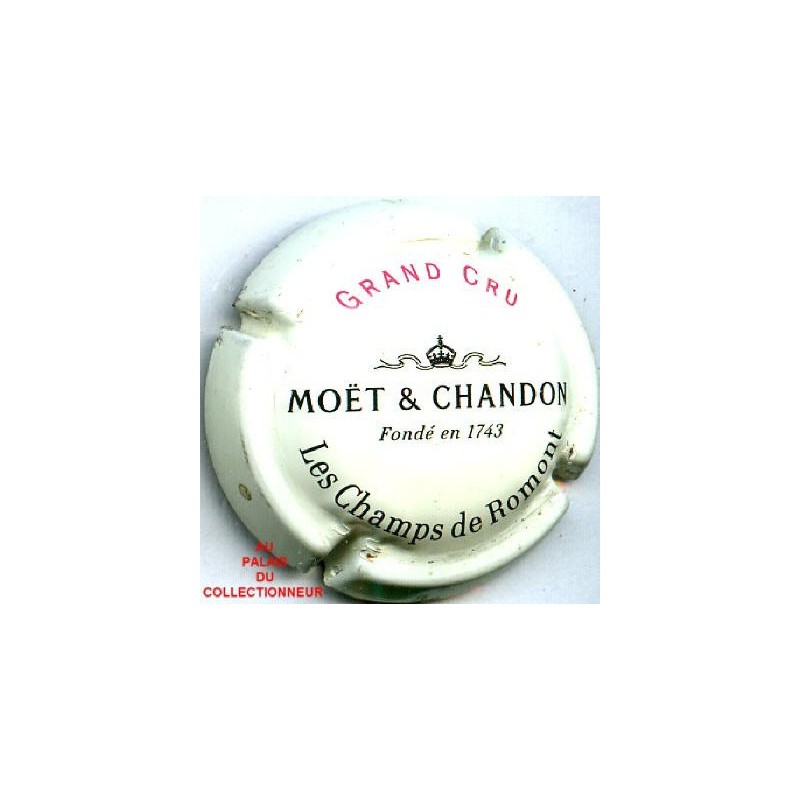 GRAND CRU
MOËT & CHANDON
Fondé en 1743
Les Champs de Romont
AU
PALAIS
DU
COLLECTIONNEUR